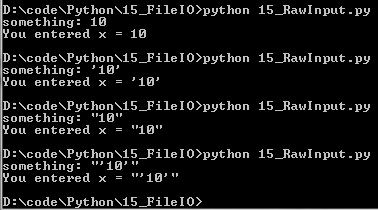 D:\code\Python\15_FileIO>python 15_RawInput.py
something: 10
You entered x = 10
D:\code\Python\15_FileIO>python 15_RawInput.py
something: '10'
You entered x = '10'
D:\code\Python\15_FileIO>python 15_RawInput.py
something: "10"
You entered x = "10"
D:\code\Python\15_FileIO>python 15_RawInput.py
something: "'10'"
You entered x = "'10'"
D:\code\Python\15_FileIO>